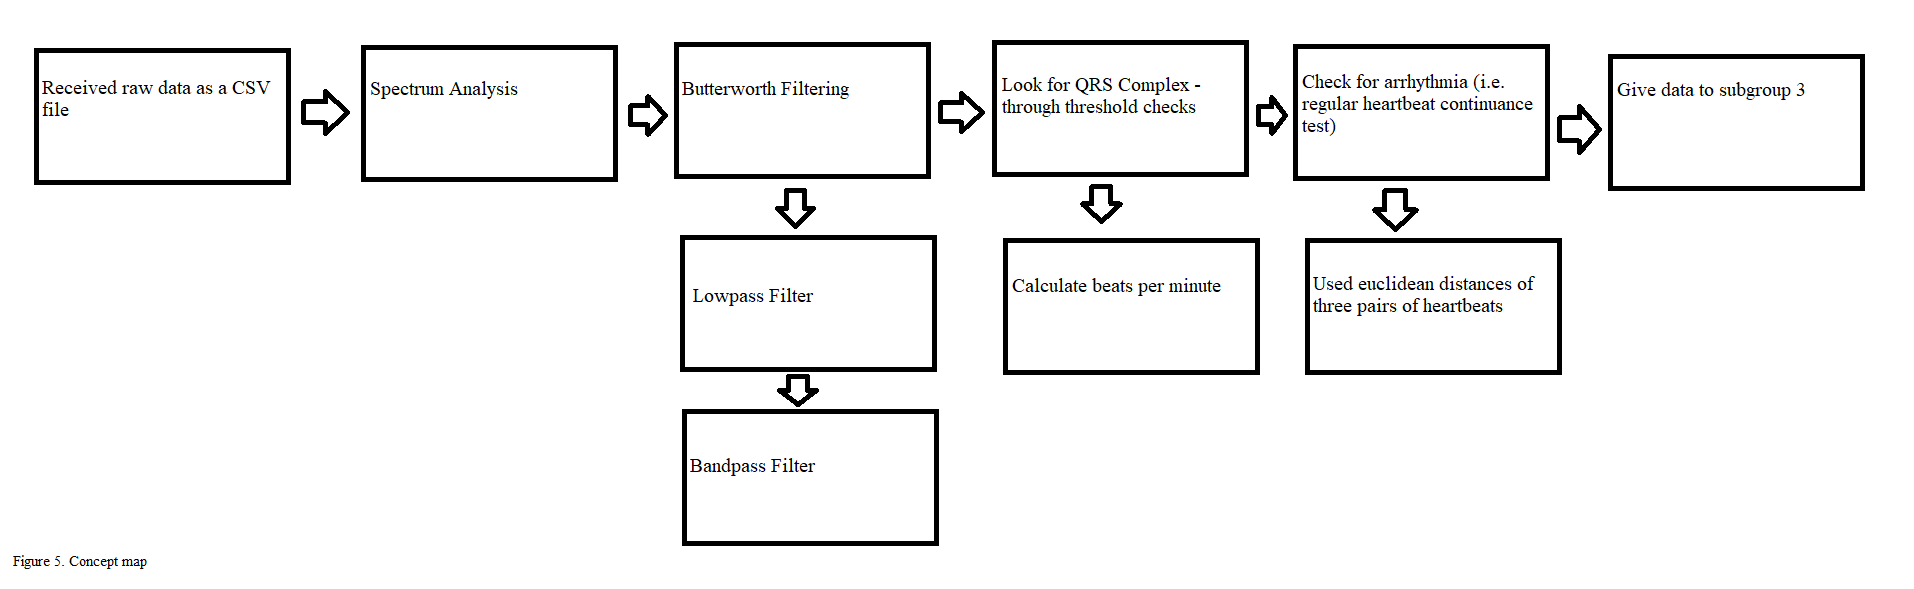 Received raw data as a CSV
file
Spectrum Analysis
Butterworth Filtering
Look for QRS Complex -
through threshold checks
Check for arrhythmia (i.e.
regular heartbeat continuance
test)
Give data to subgroup 3
Lowpass Filter
Calculate beats per minute
Used euclidean distances of
three pairs of heartbeats
Bandpass Filter
Figure 5. Concept map